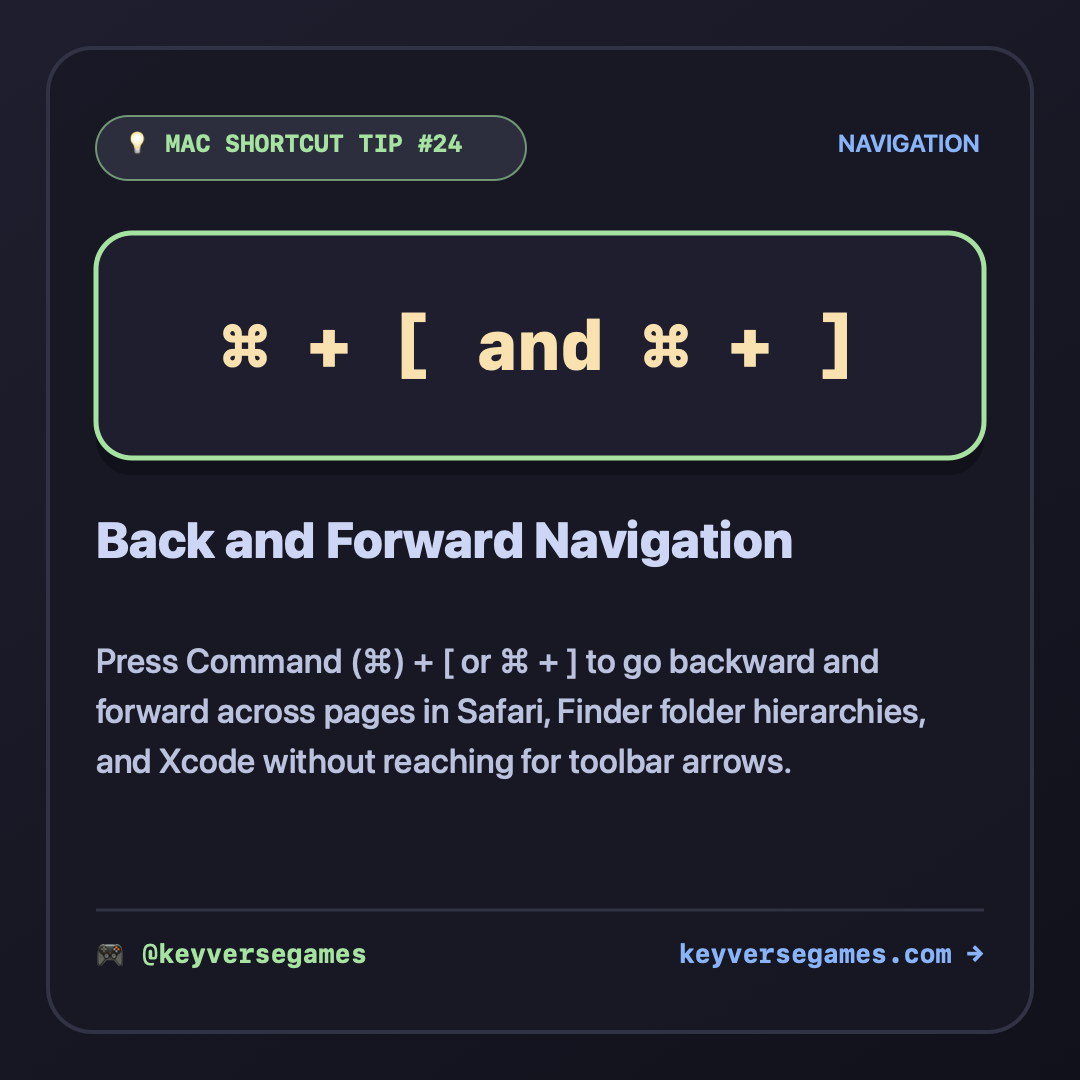 💡 MAC SHORTCUT TIP #24
NAVIGATION
⌘ + [ and ⌘ + ]
Back and Forward Navigation
Press Command (⌘) + [ or ⌘ + ] to go backward and
forward across pages in Safari, Finder folder hierarchies,
and Xcode without reaching for toolbar arrows.
🎮 @keyversegames
keyversegames.com →